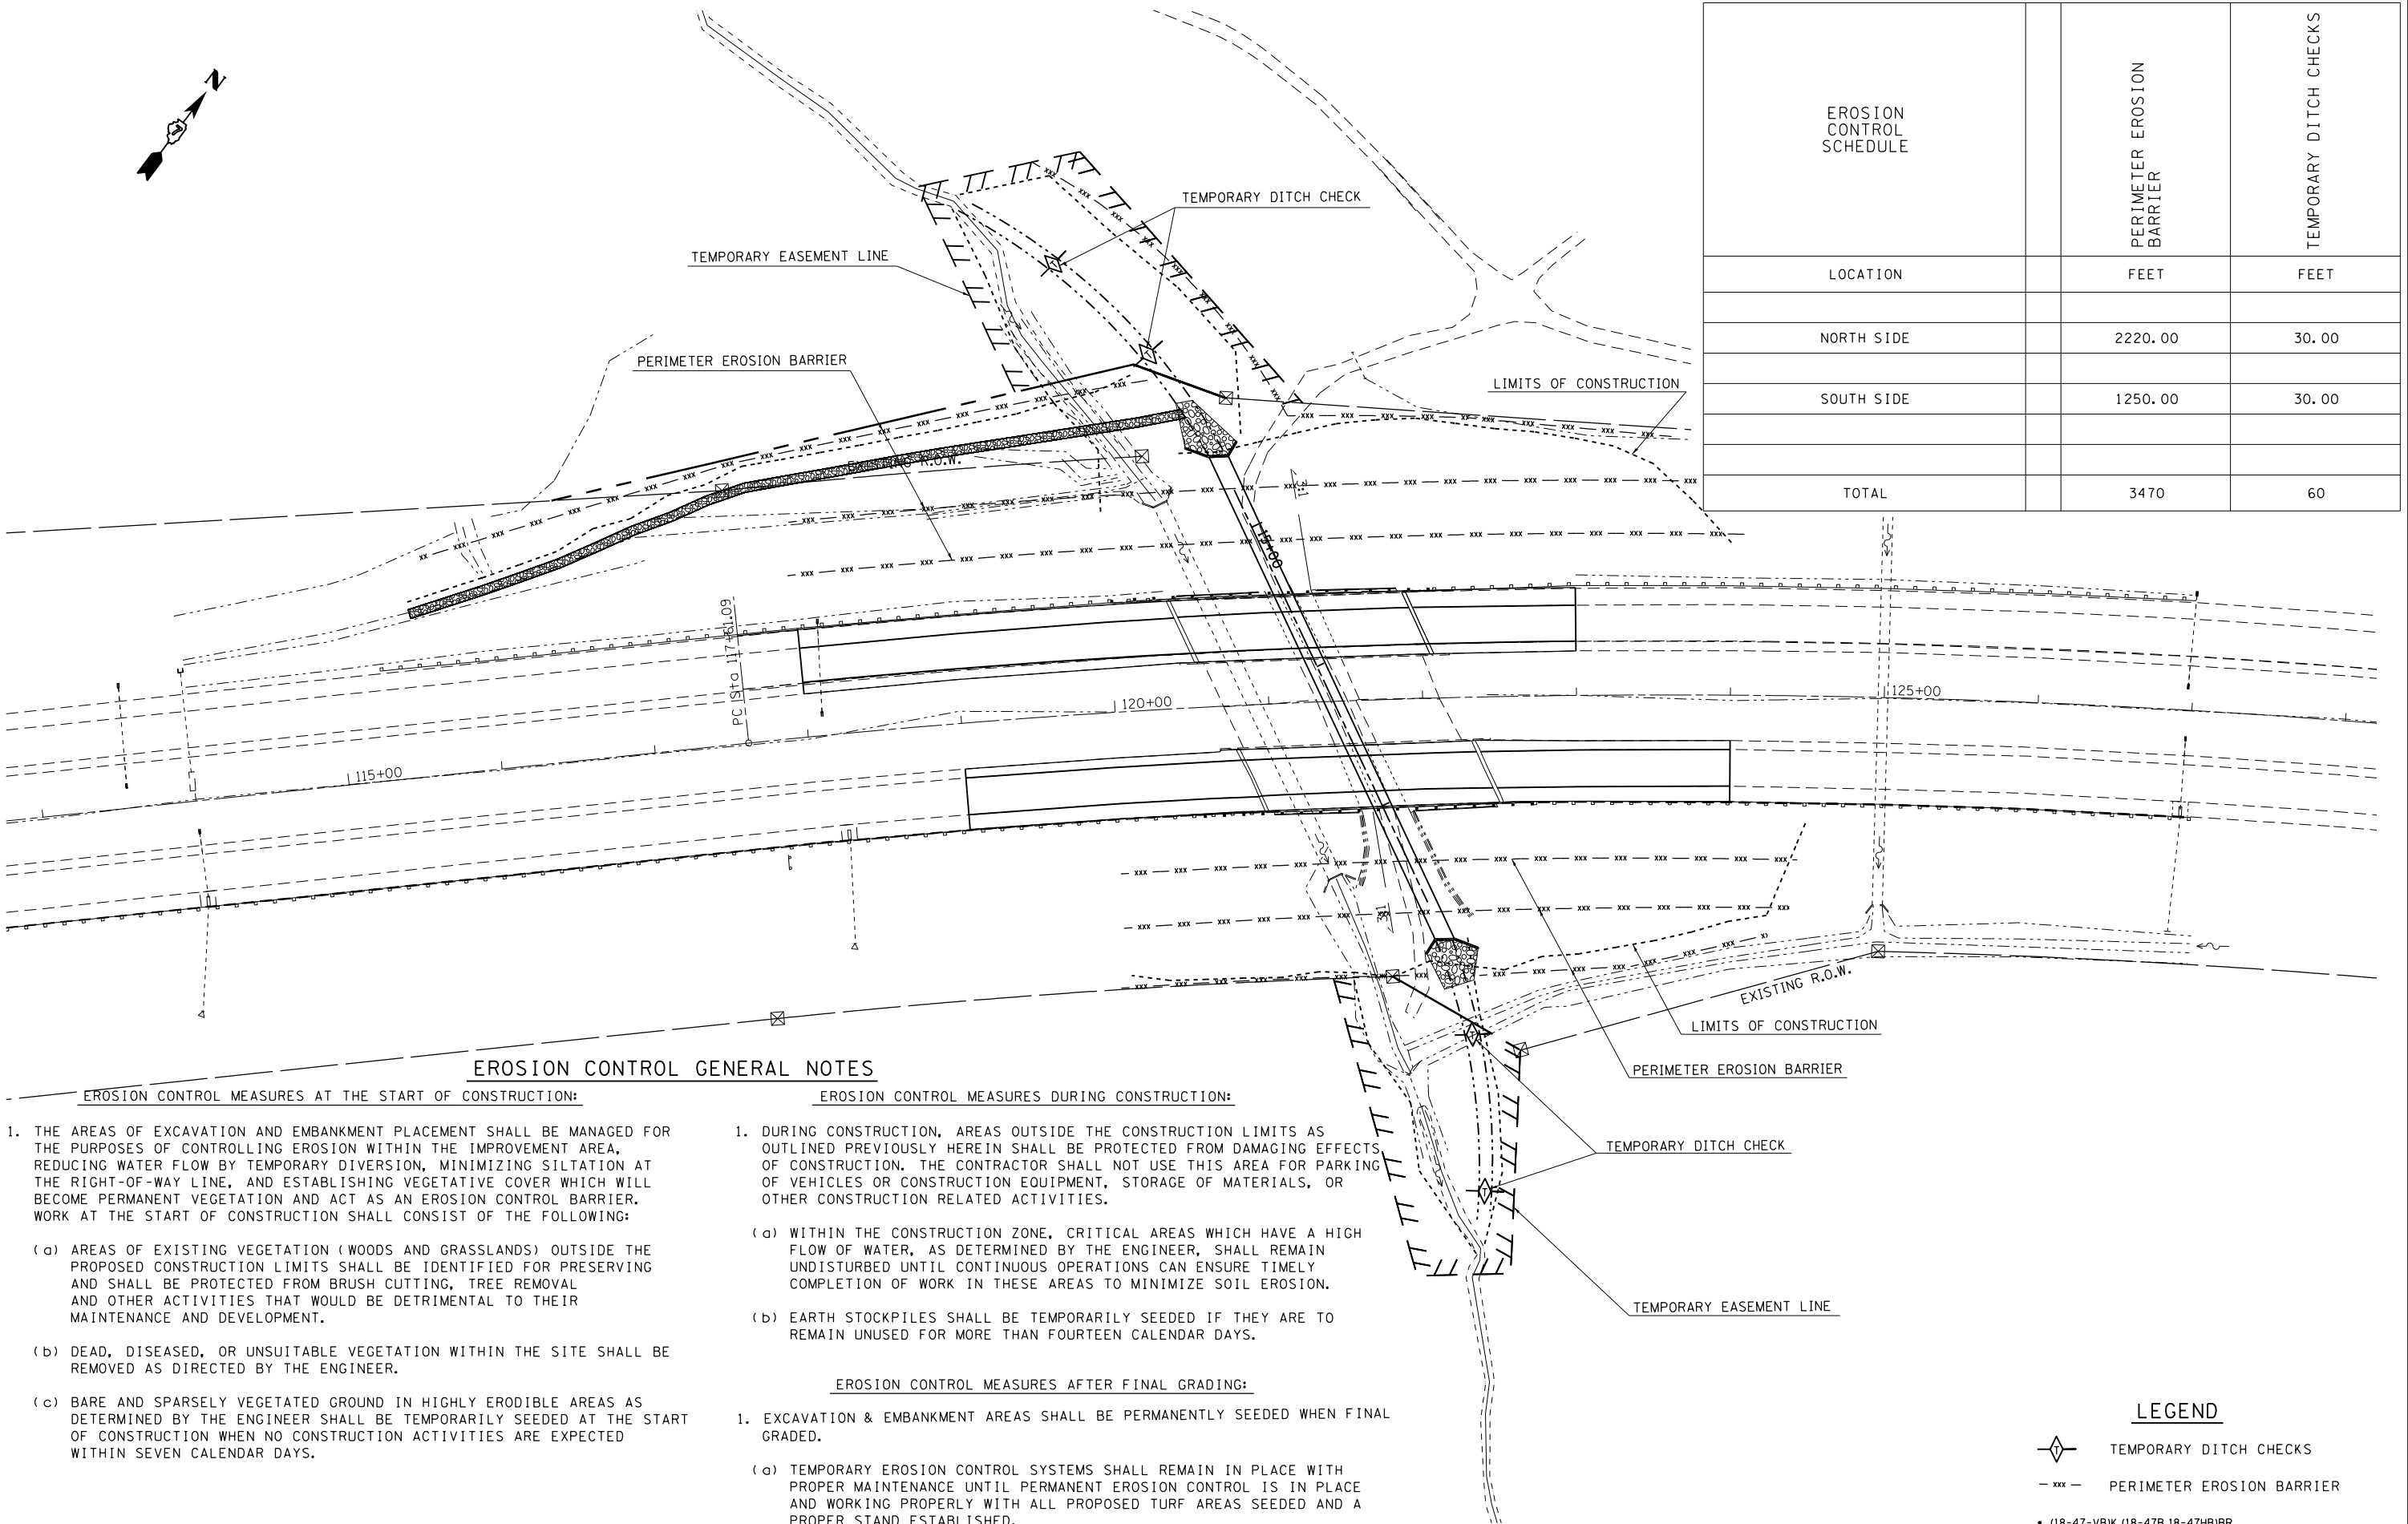 N
EROSION
CONTROL
SCHEDULE
PERIMETER EROSION
BARRIER
TEMPORARY DITCH CHECKS
LOCATION FEET FEET
NORTH SIDE 2220.00 30.00
SOUTH SIDE 1250.00 30.00
TOTAL 3470 60
TEMPORARY DITCH CHECK
TEMPORARY EASEMENT LINE
PERIMETER EROSION BARRIER
LIMITS OF CONSTRUCTION
EXISTING R.O.W.
15+00
PC Sta 117+61.09
115+00
120+00
125+00
EXISTING R.O.W.
LIMITS OF CONSTRUCTION
PERIMETER EROSION BARRIER
TEMPORARY DITCH CHECK
TEMPORARY EASEMENT LINE
EROSION CONTROL GENERAL NOTES
EROSION CONTROL MEASURES AT THE START OF CONSTRUCTION:
1. THE AREAS OF EXCAVATION AND EMBANKMENT PLACEMENT SHALL BE MANAGED FOR
THE PURPOSES OF CONTROLLING EROSION WITHIN THE IMPROVEMENT AREA,
REDUCING WATER FLOW BY TEMPORARY DIVERSION, MINIMIZING SILTATION AT
THE RIGHT-OF-WAY LINE, AND ESTABLISHING VEGETATIVE COVER WHICH WILL
BECOME PERMANENT VEGETATION AND ACT AS AN EROSION CONTROL BARRIER.
WORK AT THE START OF CONSTRUCTION SHALL CONSIST OF THE FOLLOWING:
(a) AREAS OF EXISTING VEGETATION (WOODS AND GRASSLANDS) OUTSIDE THE
PROPOSED CONSTRUCTION LIMITS SHALL BE IDENTIFIED FOR PRESERVING
AND SHALL BE PROTECTED FROM BRUSH CUTTING, TREE REMOVAL
AND OTHER ACTIVITIES THAT WOULD BE DETRIMENTAL TO THEIR
MAINTENANCE AND DEVELOPMENT.
(b) DEAD, DISEASED, OR UNSUITABLE VEGETATION WITHIN THE SITE SHALL BE
REMOVED AS DIRECTED BY THE ENGINEER.
(c) BARE AND SPARSELY VEGETATED GROUND IN HIGHLY ERODIBLE AREAS AS
DETERMINED BY THE ENGINEER SHALL BE TEMPORARILY SEEDED AT THE START
OF CONSTRUCTION WHEN NO CONSTRUCTION ACTIVITIES ARE EXPECTED
WITHIN SEVEN CALENDAR DAYS.
EROSION CONTROL MEASURES DURING CONSTRUCTION:
1. DURING CONSTRUCTION, AREAS OUTSIDE THE CONSTRUCTION LIMITS AS
OUTLINED PREVIOUSLY HEREIN SHALL BE PROTECTED FROM DAMAGING EFFECTS
OF CONSTRUCTION. THE CONTRACTOR SHALL NOT USE THIS AREA FOR PARKING
OF VEHICLES OR CONSTRUCTION EQUIPMENT, STORAGE OF MATERIALS, OR
OTHER CONSTRUCTION RELATED ACTIVITIES.
(a) WITHIN THE CONSTRUCTION ZONE, CRITICAL AREAS WHICH HAVE A HIGH
FLOW OF WATER, AS DETERMINED BY THE ENGINEER, SHALL REMAIN
UNDISTURBED UNTIL CONTINUOUS OPERATIONS CAN ENSURE TIMELY
COMPLETION OF WORK IN THESE AREAS TO MINIMIZE SOIL EROSION.
(b) EARTH STOCKPILES SHALL BE TEMPORARILY SEEDED IF THEY ARE TO
REMAIN UNUSED FOR MORE THAN FOURTEEN CALENDAR DAYS.
EROSION CONTROL MEASURES AFTER FINAL GRADING:
1. EXCAVATION & EMBANKMENT AREAS SHALL BE PERMANENTLY SEEDED WHEN FINAL
GRADED.
(a) TEMPORARY EROSION CONTROL SYSTEMS SHALL REMAIN IN PLACE WITH
PROPER MAINTENANCE UNTIL PERMANENT EROSION CONTROL IS IN PLACE
AND WORKING PROPERLY WITH ALL PROPOSED TURF AREAS SEEDED AND A
PROPER STAND ESTABLISHED.
LEGEND
T TEMPORARY DITCH CHECKS
xxx PERIMETER EROSION BARRIER
* (18-47-VB)K,(18-47B,18-47HB)BR